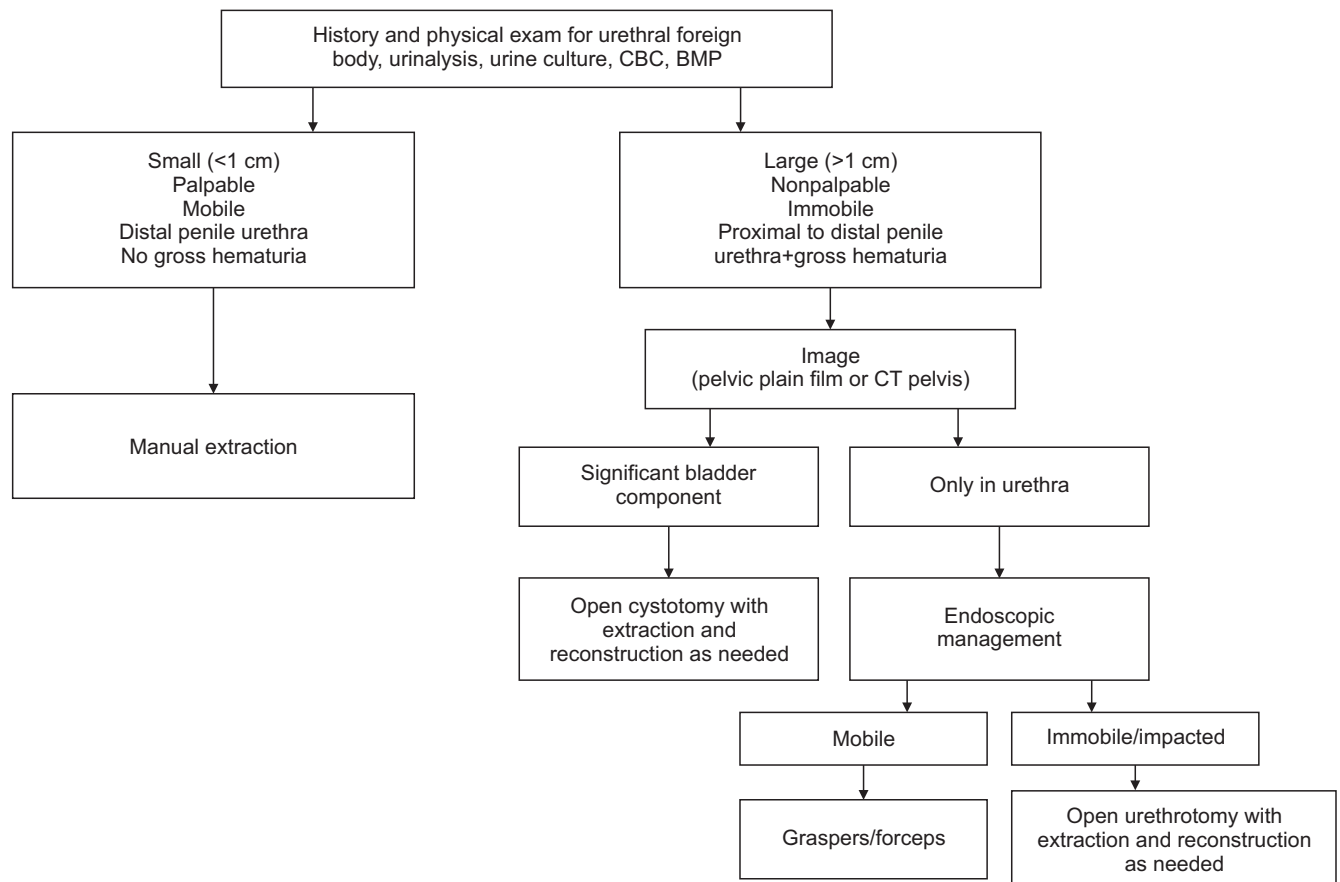 History and physical exam for urethral foreign
body, urinalysis, urine culture, CBC, BMP
Small (<1 cm)
Palpable
Mobile
Distal penile urethra
No gross hematuria
Large (>1 cm)
Nonpalpable
Immobile
Proximal to distal penile
urethra+gross hematuria
Image
(pelvic plain film or CT pelvis)
Manual extraction
Significant bladder
component
Only in urethra
Open cystotomy with
extraction and
reconstruction as needed
Endoscopic
management
Mobile
Immobile/impacted
Graspers/forceps
Open urethrotomy with
extraction and reconstruction
as needed